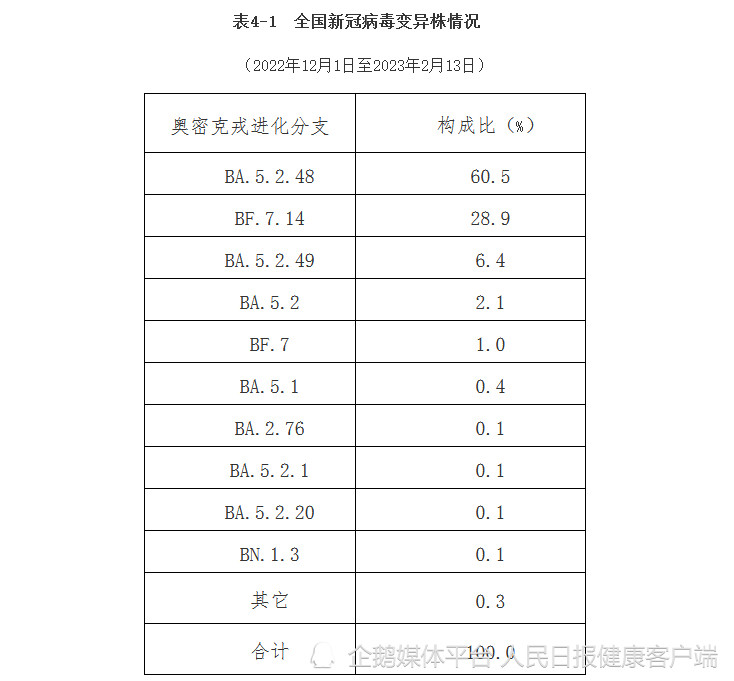 表4-1 全国新冠病毒变异株情况
（2022年12月1日至2023年2月13日）
奥密克戎进化分支 构成比（%）
BA.5.2.48 60.5
BF.7.14 28.9
BA.5.2.49 6.4
BA.5.2 2.1
BF.7 1.0
BA.5.1 0.4
BA.2.76 0.1
BA.5.2.1 0.1
BA.5.2.20 0.1
BN.1.3 0.1
其它 0.3
合计 100.0
企鹅媒体平台 人民日报健康客户端